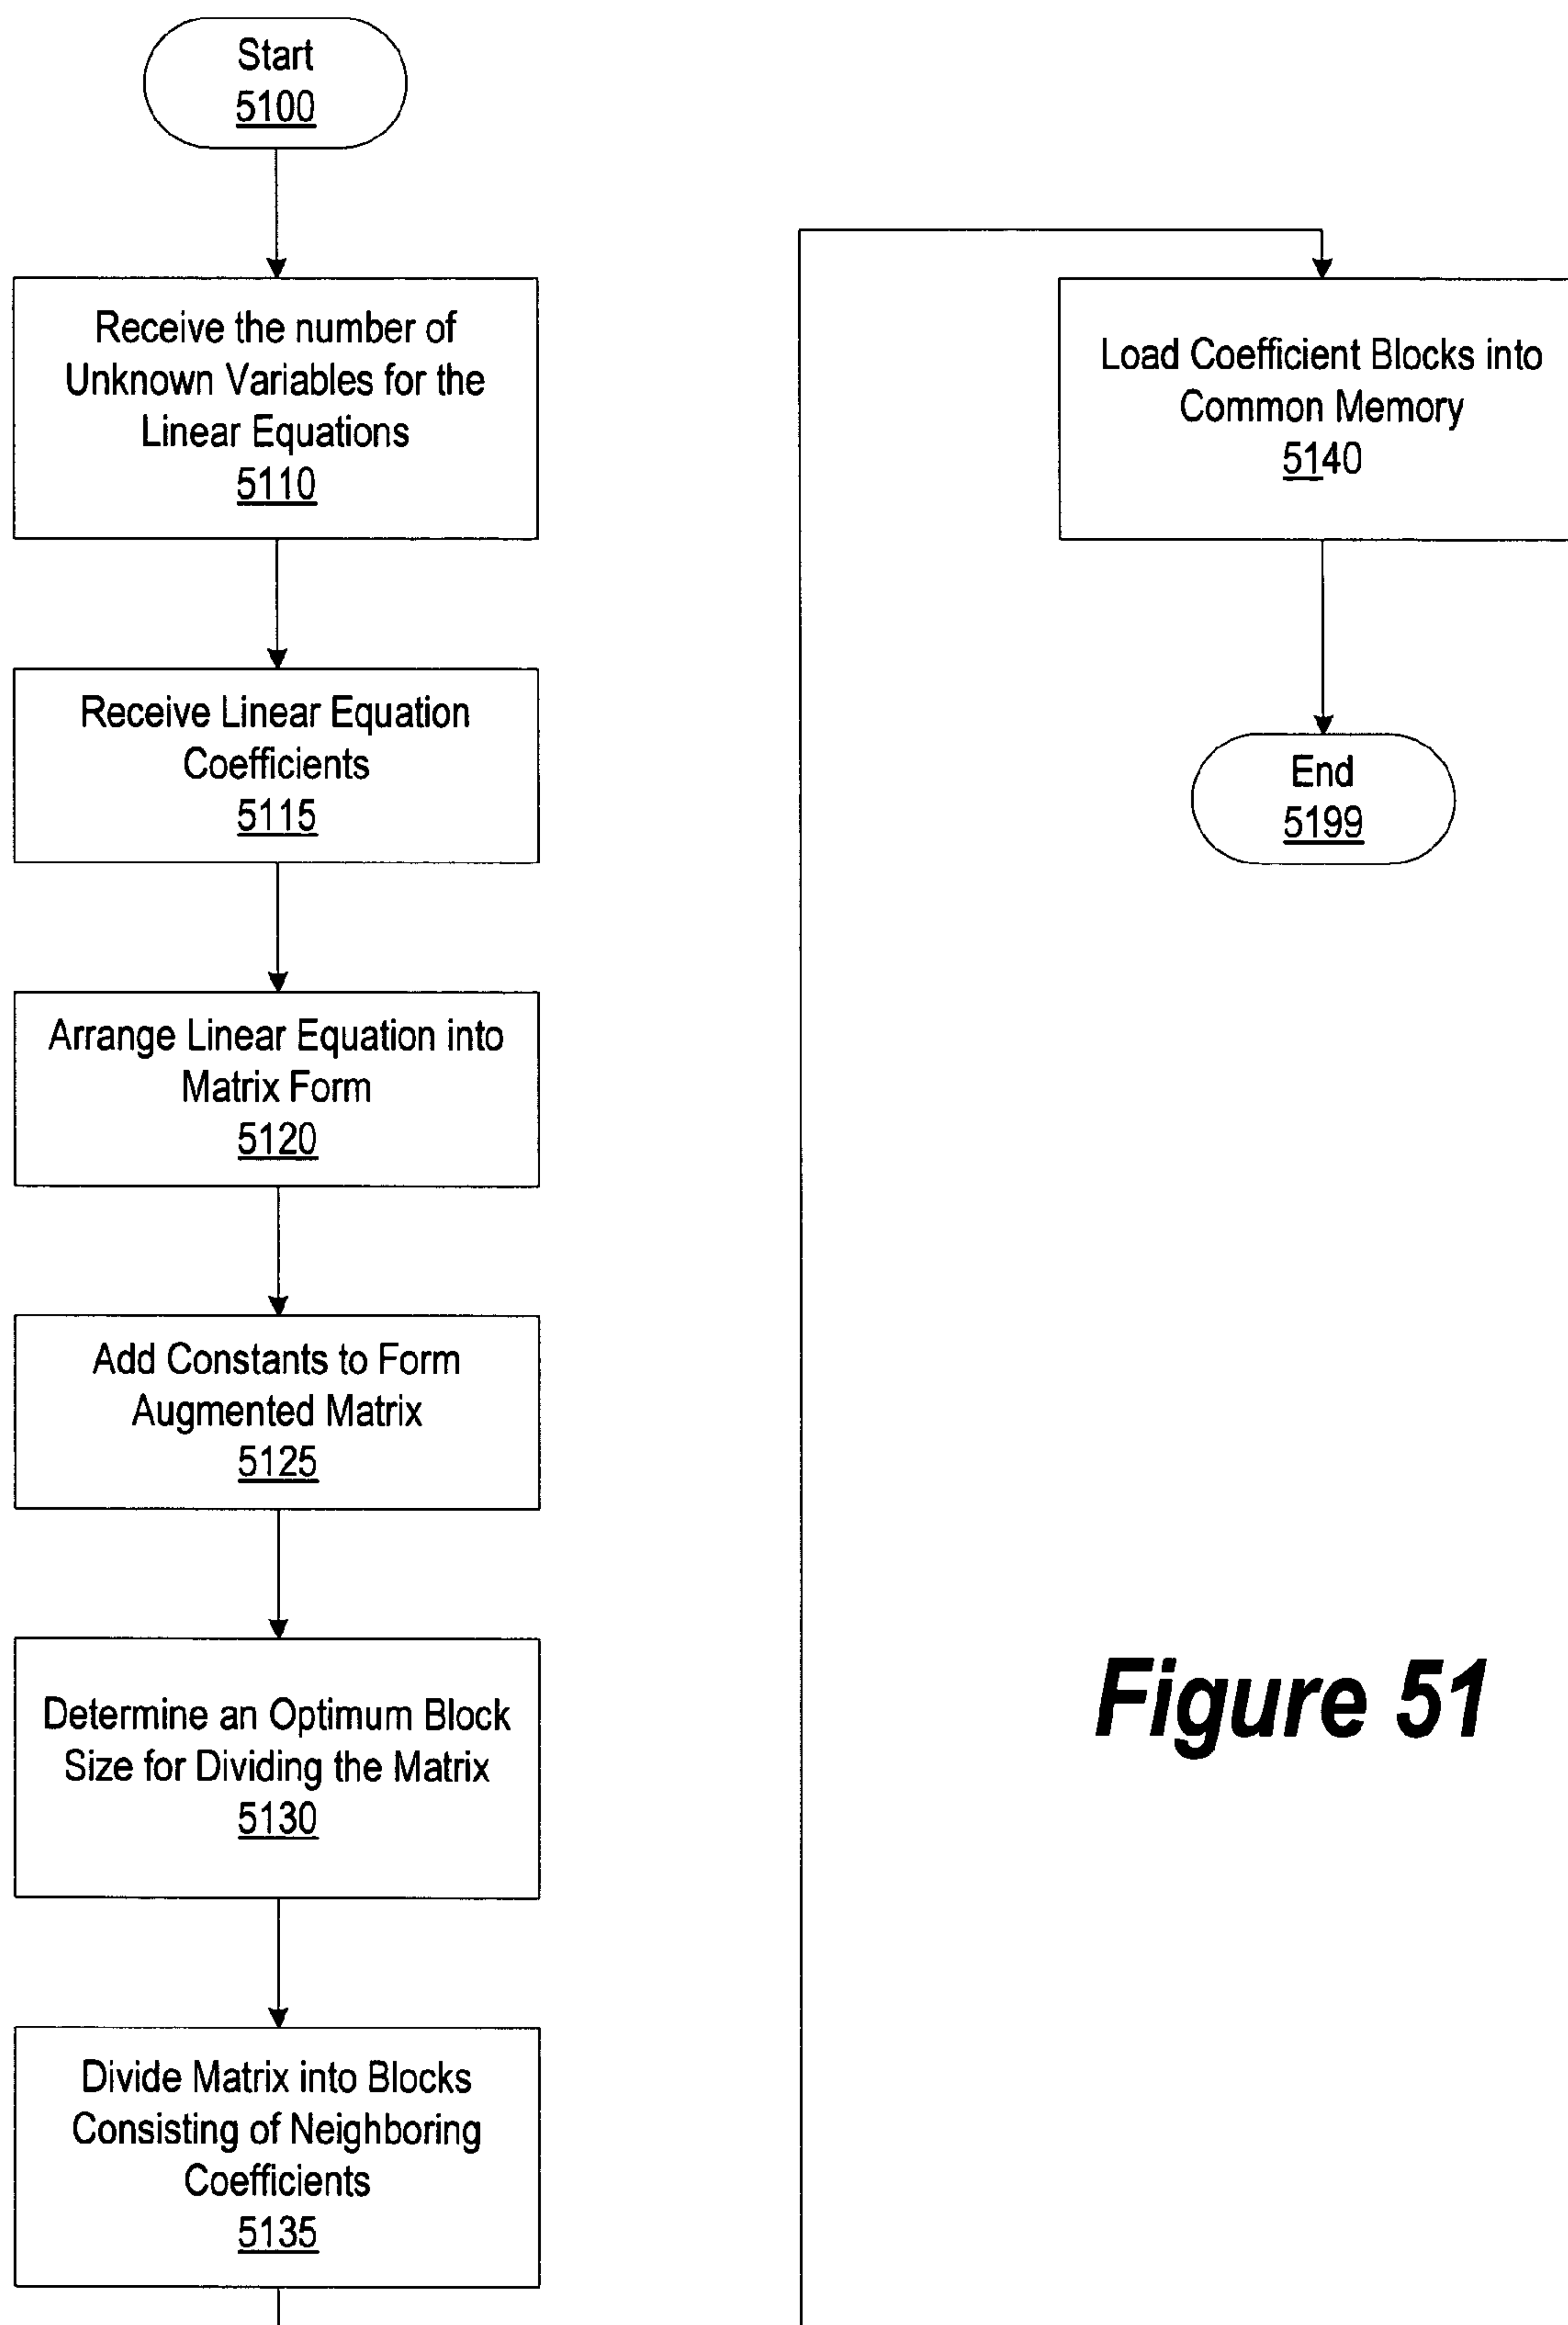 Start
5100
Receive the number of
Unknown Variables for the
Linear Equations
5110
Receive Linear Equation
Coefficients
5115
Arrange Linear Equation into
Matrix Form
5120
Add Constants to Form
Augmented Matrix
5125
Determine an Optimum Block
Size for Dividing the Matrix
5130
Divide Matrix into Blocks
Consisting of Neighboring
Coefficients
5135
Load Coefficient Blocks into
Common Memory
5140
End
5199
Figure 51